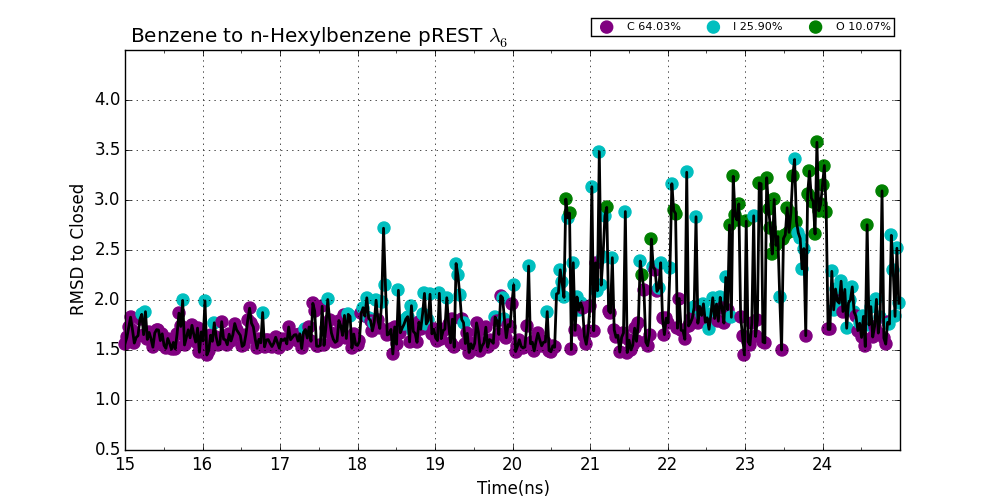 Benzene to n-Hexylbenzene pREST λ₆
C 64.03% I 25.90% O 10.07%
RMSD to Closed
4.0
3.5
3.0
2.5
2.0
1.5
1.0
0.5
15 16 17 18 19 20 21 22 23 24
Time(ns)